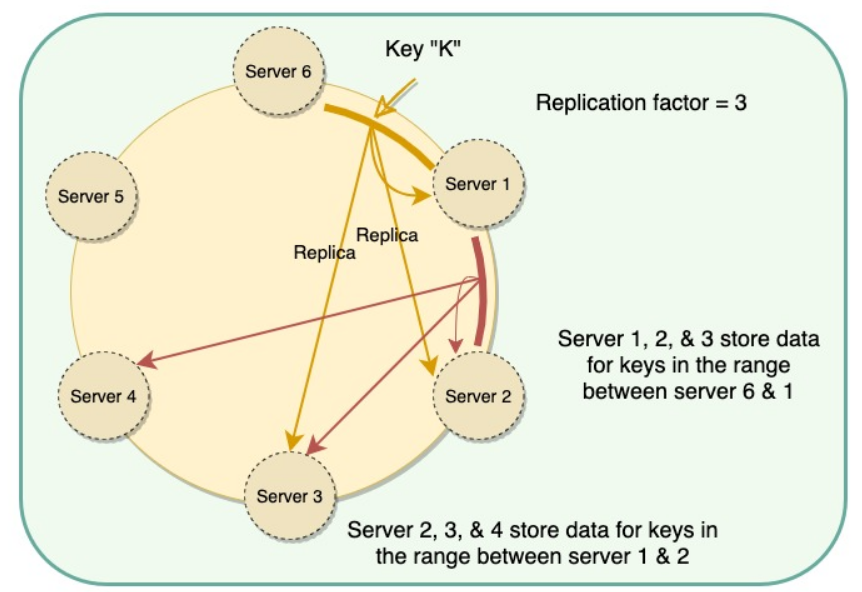 Key "K"
Server 6
Replication factor = 3
Server 1
Server 5
Replica
Replica
Server 1, 2, & 3 store data
for keys in the range
between server 6 & 1
Server 4
Server 2
Server 3
Server 2, 3, & 4 store data for keys in
the range between server 1 & 2